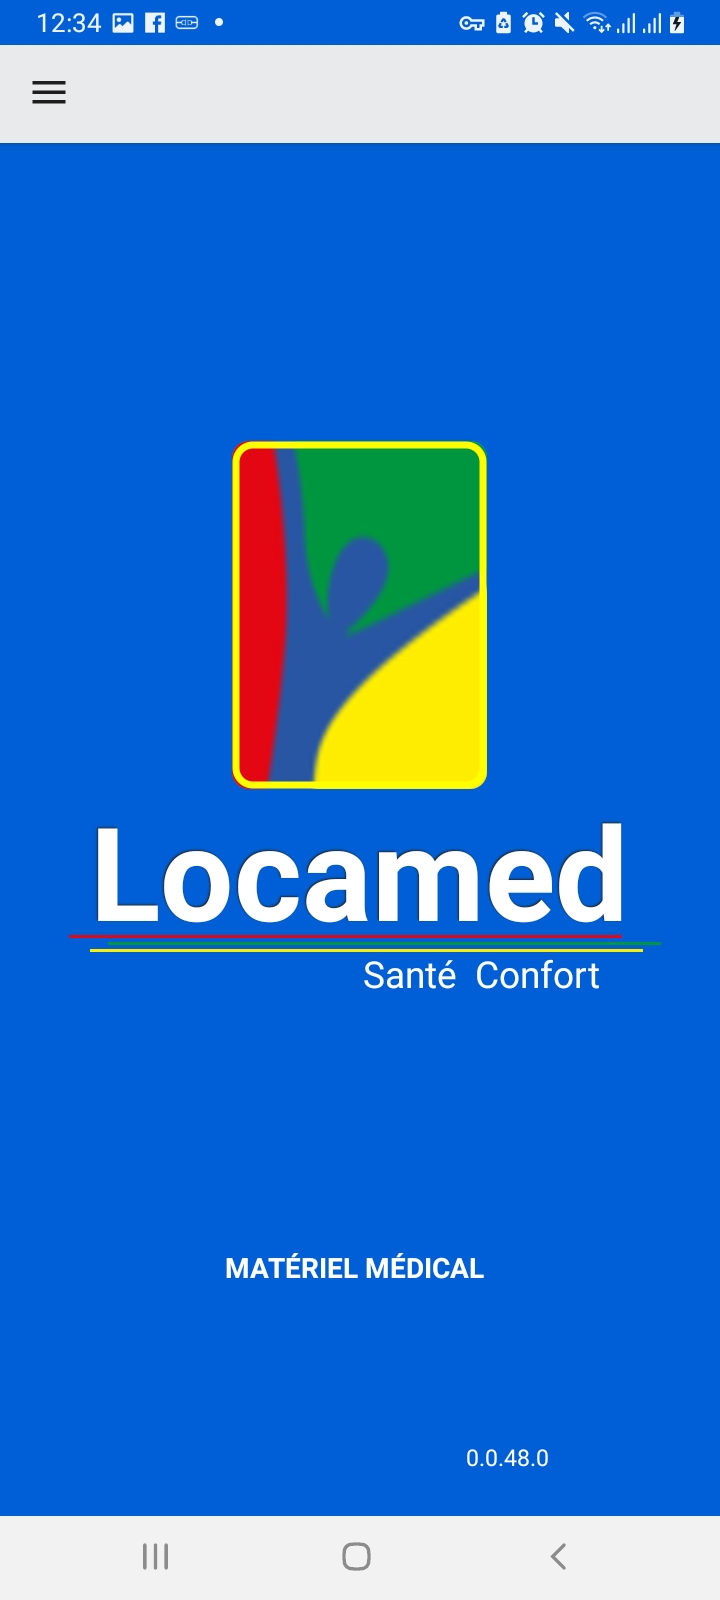 12:34
Locamed
Santé Confort
MATÉRIEL MÉDICAL
0.0.48.0